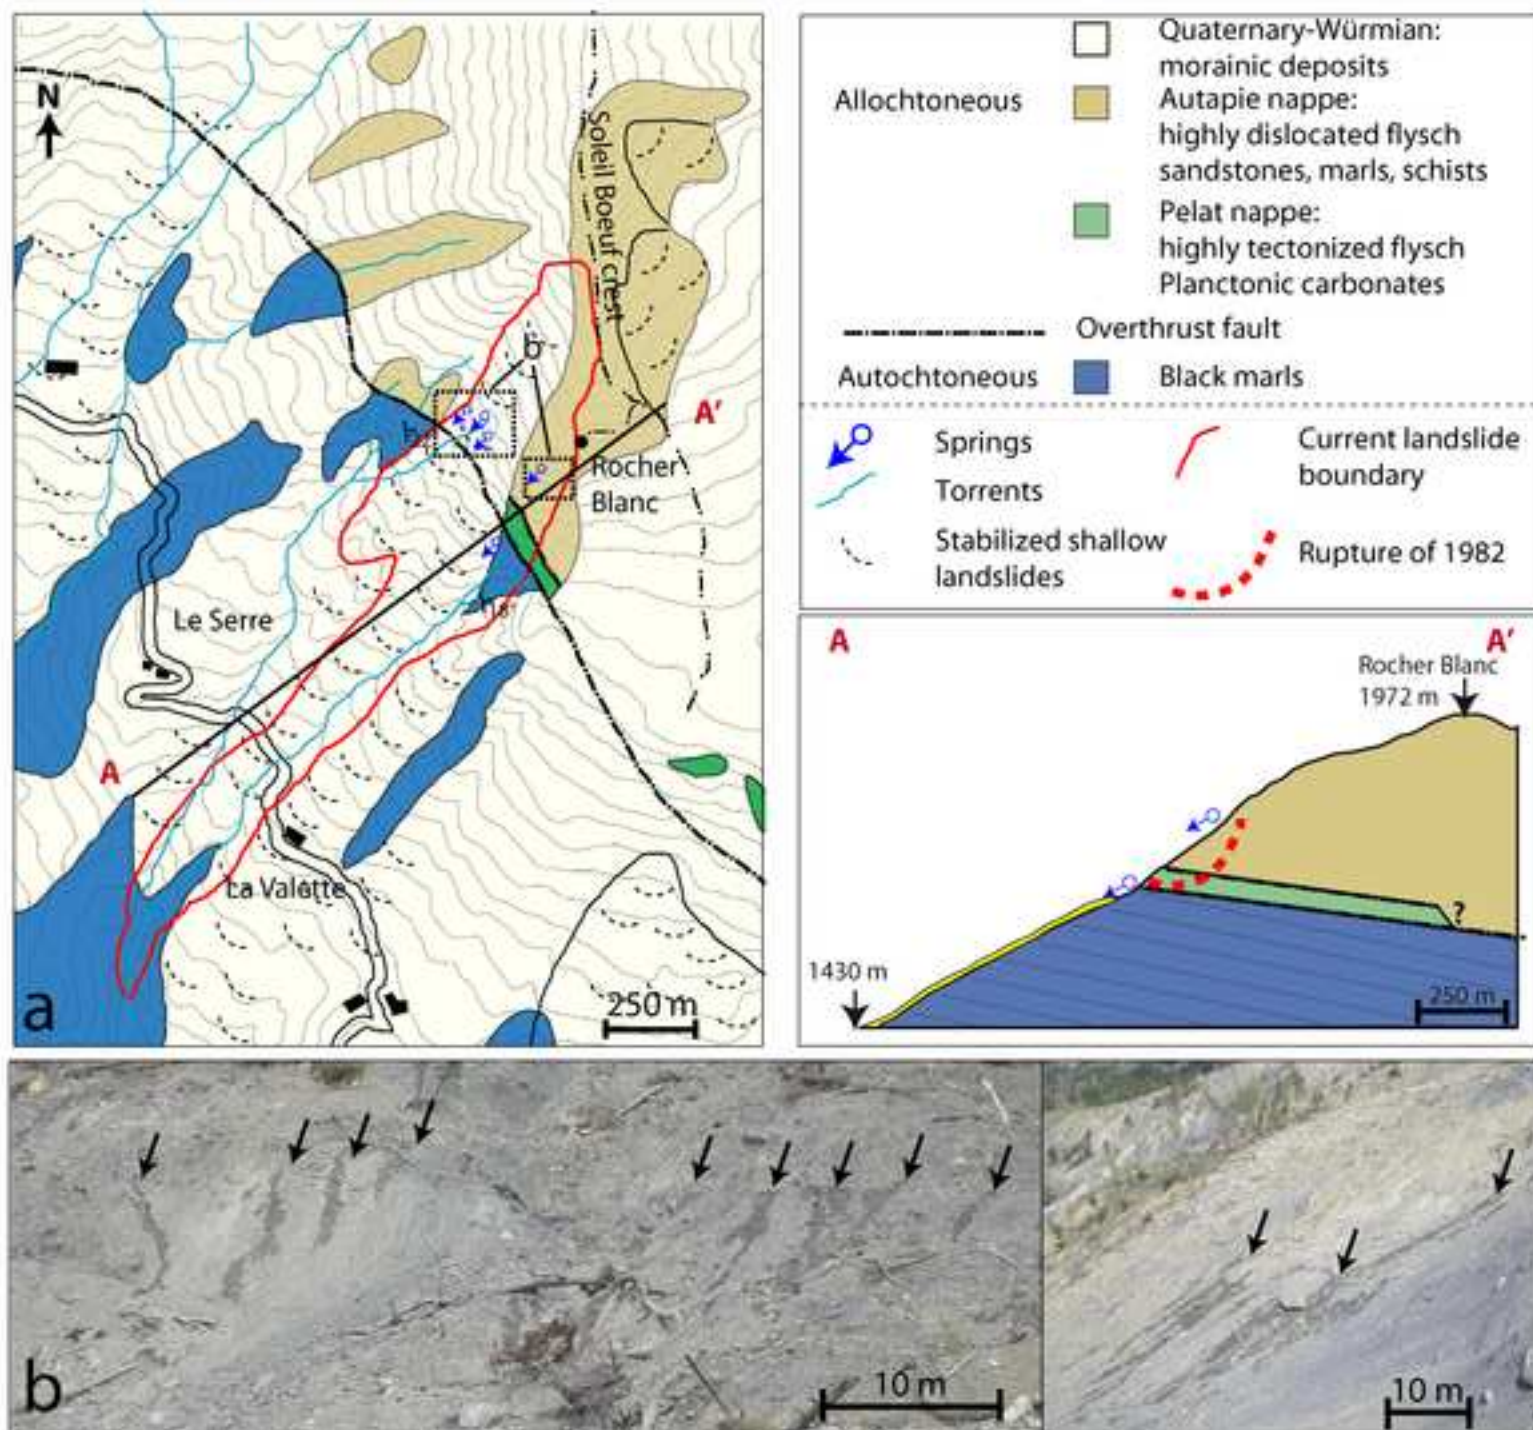 N
Soleil Boeuf crest
b
A'
h
Rocher
Blanc
Le Serre
18°
A
La Valette
a
250 m
Quaternary-Würmian:
morainic deposits
Allochtoneous
Autapie nappe:
highly dislocated flysch
sandstones, marls, schists
Pelat nappe:
highly tectonized flysch
Planctonic carbonates
Overthrust fault
Autochtoneous
Black marls
Springs
Current landslide
boundary
Torrents
Stabilized shallow
landslides
Rupture of 1982
A
A'
Rocher Blanc
1972 m
?
1430 m
250 m
b
10 m
10 m